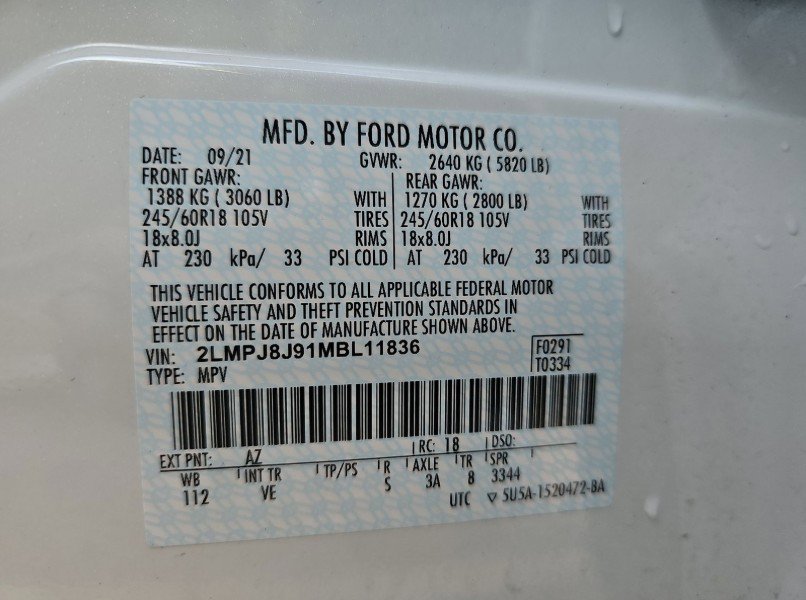 MFD. BY FORD MOTOR CO.
DATE: 09/21 GVWR: 2640 KG ( 5820 LB)
FRONT GAWR: REAR GAWR:
1388 KG ( 3060 LB) WITH 1270 KG ( 2800 LB) WITH
245/60R18 105V TIRES 245/60R18 105V TIRES
18x8.0J RIMS 18x8.0J RIMS
AT 230 kPa/ 33 PSI COLD AT 230 kPa/ 33 PSI COLD
THIS VEHICLE CONFORMS TO ALL APPLICABLE FEDERAL MOTOR
VEHICLE SAFETY AND THEFT PREVENTION STANDARDS IN
EFFECT ON THE DATE OF MANUFACTURE SHOWN ABOVE.
VIN: 2LMPJ8J91MBL11836 F0291
TYPE: MPV T0334
EXT PNT: AZ RC: 18 DSO:
WB INT TR TP/PS R AXLE TR SPR
112 VE S 3A 8 3344
UTC ▽ 5U5A-1520472-BA